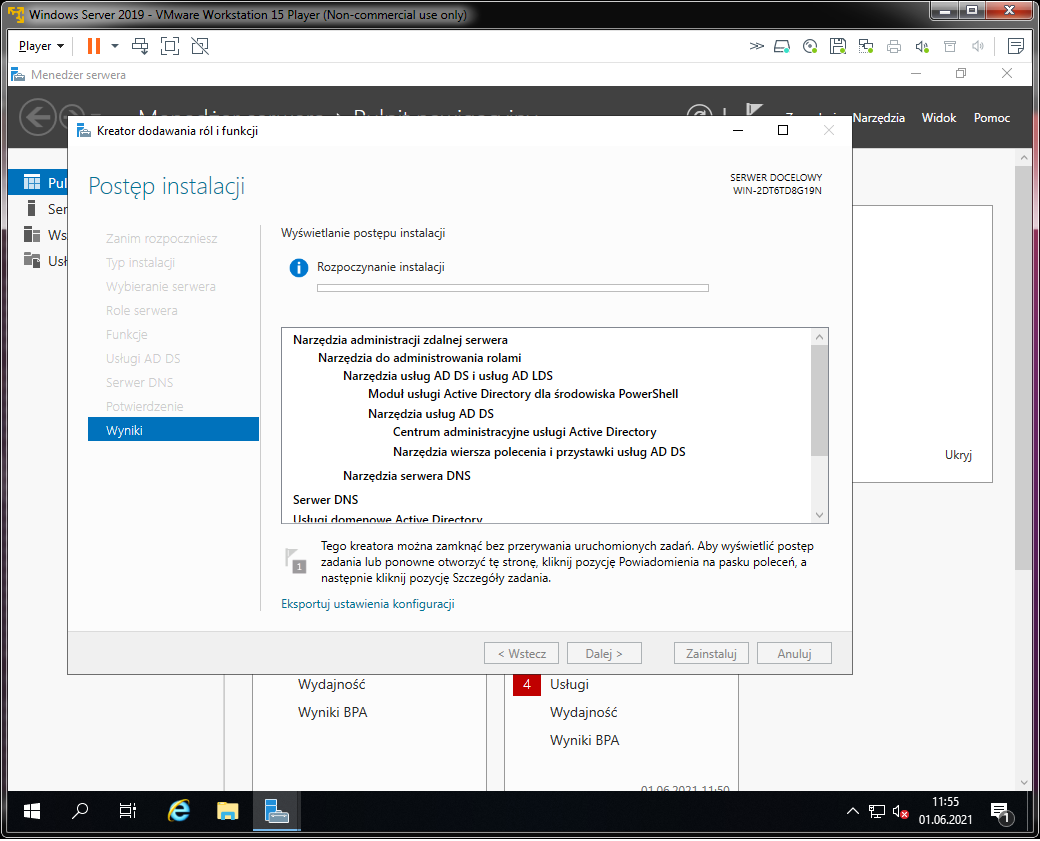 Windows Server 2019 - VMware Workstation 15 Player (Non-commercial use only)
Player
Menedżer serwera
Narzędzia Widok Pomoc
Kreator dodawania ról i funkcji
Postęp instalacji
SERWER DOCELOWY
WIN-2DT6TD8G19N
Pul
Ser
Ws
Usł
Zanim rozpoczniesz
Typ instalacji
Wybieranie serwera
Role serwera
Funkcje
Usługi AD DS
Serwer DNS
Potwierdzenie
Wyniki
Wyświetlanie postępu instalacji
Rozpoczynanie instalacji
Narzędzia administracji zdalnej serwera
Narzędzia do administrowania rolami
Narzędzia usług AD DS i usług AD LDS
Moduł usługi Active Directory dla środowiska PowerShell
Narzędzia usług AD DS
Centrum administracyjne usługi Active Directory
Narzędzia wiersza polecenia i przystawki usług AD DS
Narzędzia serwera DNS
Serwer DNS
Usługi domenowe Active Directory
1
Tego kreatora można zamknąć bez przerywania uruchomionych zadań. Aby wyświetlić postęp
zadania lub ponowne otworzyć tę stronę, kliknij pozycję Powiadomienia na pasku poleceń, a
następnie kliknij pozycję Szczegóły zadania.
Eksportuj ustawienia konfiguracji
< Wstecz
Dalej >
Zainstaluj
Anuluj
Ukryj
Wydajność
Wyniki BPA
4 Usługi
Wydajność
Wyniki BPA
01.06.2021 11:50
11:55
01.06.2021
1